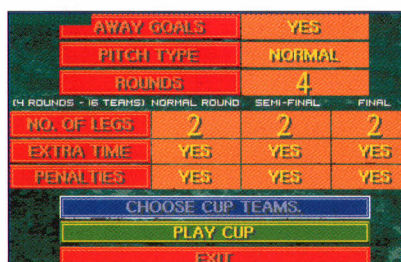 AWAY GOALS YES
PITCH TYPE NORMAL
ROUNDS 4
(4 ROUNDS - 16 TEAMS) NORMAL ROUND SEMI-FINAL FINAL
NO. OF LEGS 2 2 2
EXTRA TIME YES YES YES
PENALTIES YES YES YES
CHOOSE CUP TEAMS.
PLAY CUP
EXIT